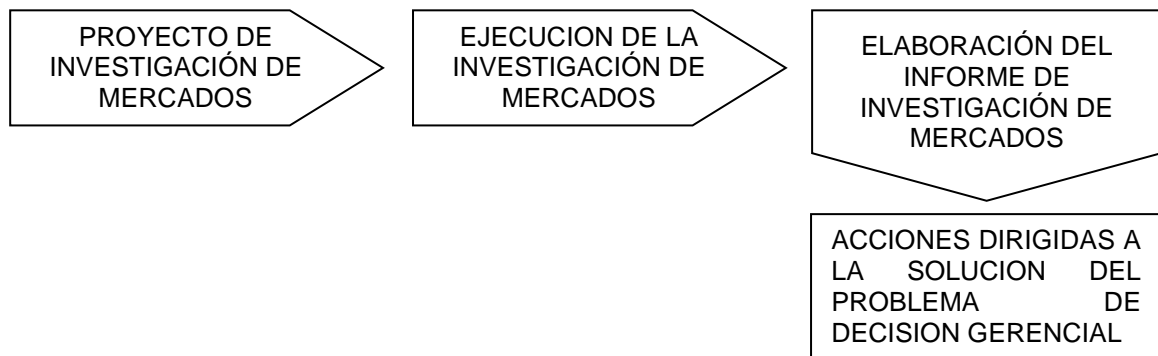 PROYECTO DE
INVESTIGACIÓN DE
MERCADOS
EJECUCION DE LA
INVESTIGACIÓN DE
MERCADOS
ELABORACIÓN DEL
INFORME DE
INVESTIGACIÓN DE
MERCADOS
ACCIONES DIRIGIDAS A
LA SOLUCION DEL
PROBLEMA DE
DECISION GERENCIAL